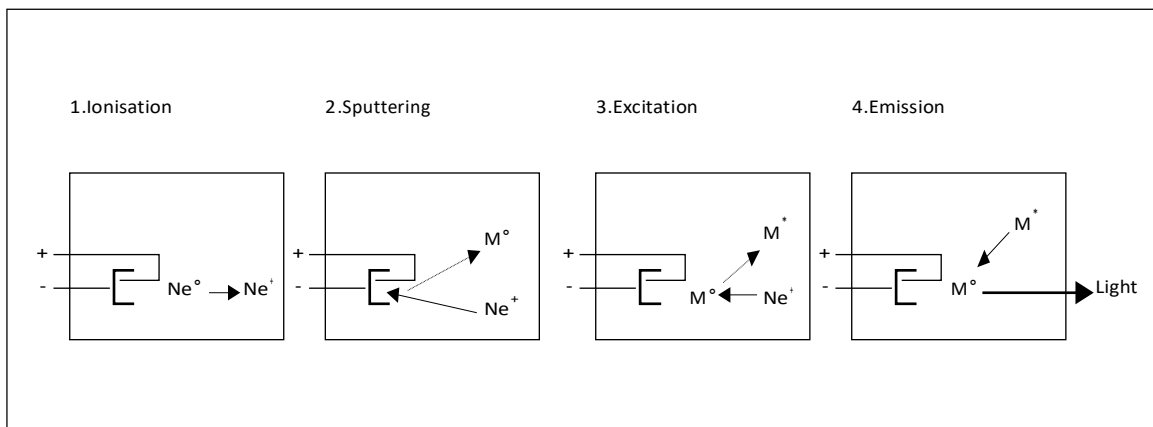 1.Ionisation
2.Sputtering
3.Excitation
4.Emission
+
-
Ne° Ne⁺
+
-
M°
Ne⁺
+
-
M*
M° Ne⁺
+
-
M*
M° Light